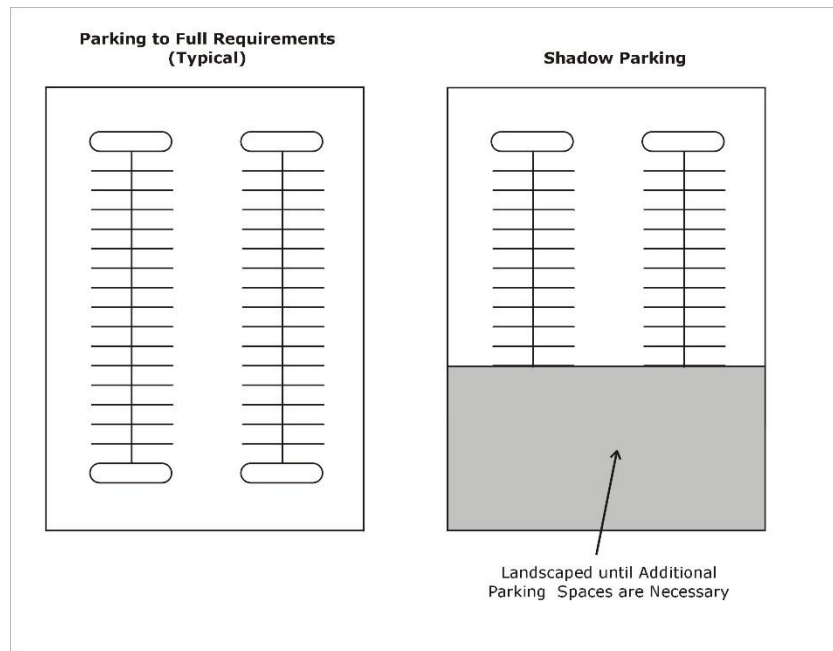 Parking to Full Requirements
(Typical)
Shadow Parking
Landscaped until Additional
Parking Spaces are Necessary